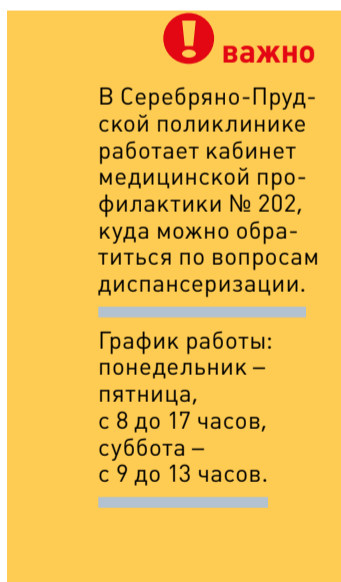 важно
В Серебряно-Пруд-
ской поликлинике
работает кабинет
медицинской про-
филактики № 202,
куда можно обра-
титься по вопросам
диспансеризации.
График работы:
понедельник –
пятница,
с 8 до 17 часов,
суббота –
с 9 до 13 часов.